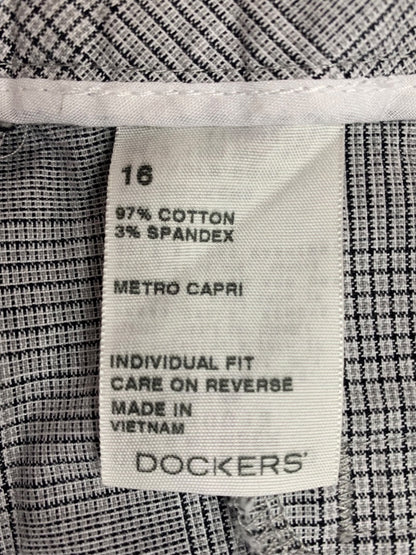 16
97% COTTON
3% SPANDEX
METRO CAPRI
INDIVIDUAL FIT
CARE ON REVERSE
MADE IN
VIETNAM
DOCKERS'